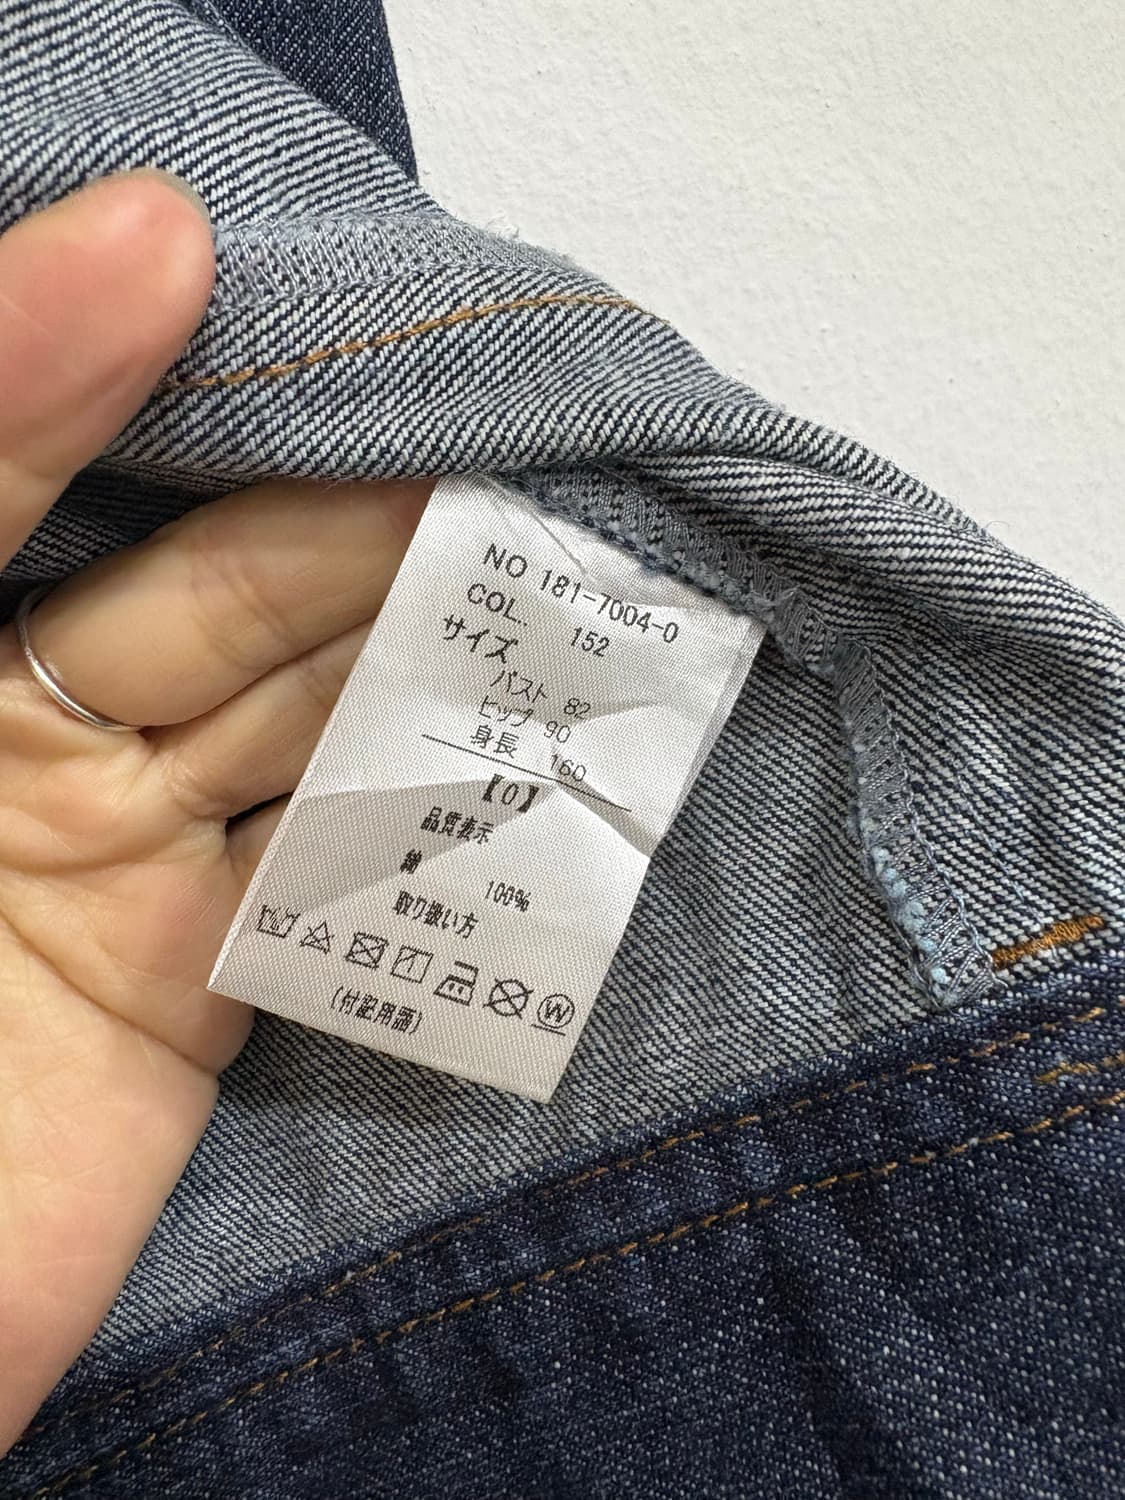 NO 181-7004-0
COL. 152
サイズ
バスト 82
ヒップ 90
身長 160
【0】
品質表示
綿 100%
取り扱い方
W
(付記用語)